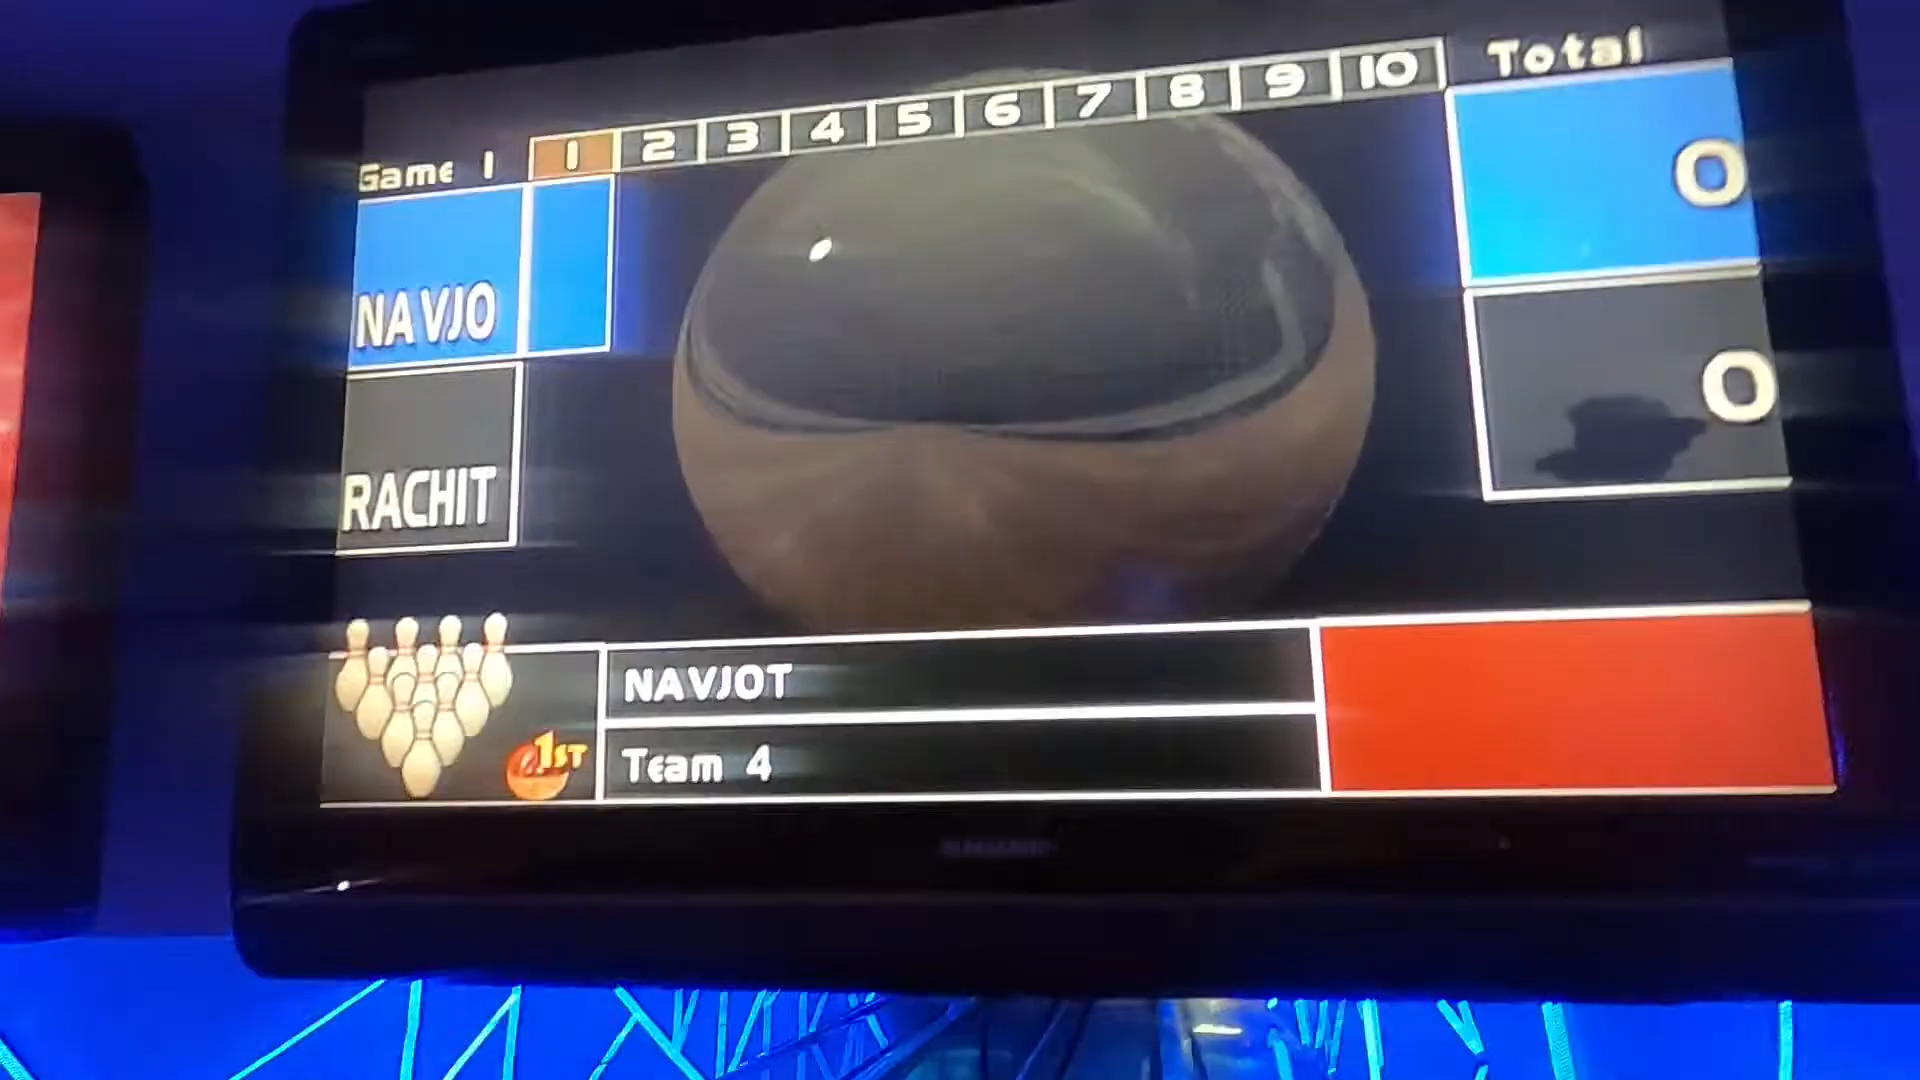 Game 1 1 2 3 4 5 6 7 8 9 10 Total
NAVJO 0
RACHIT 0
1ST
NAVJOT
Team 4